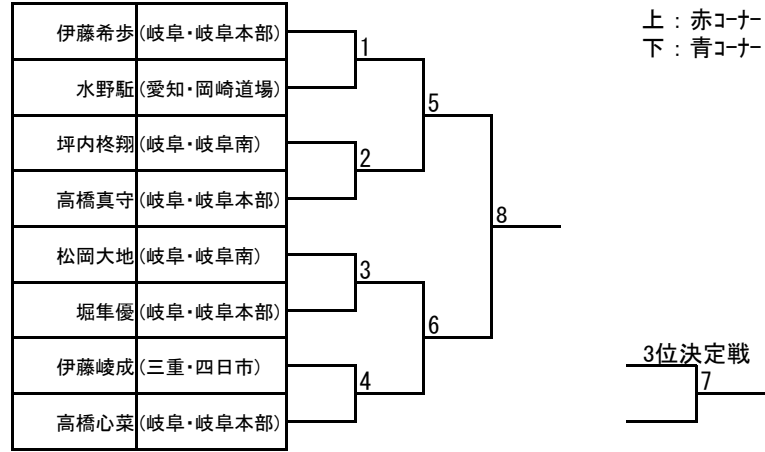 伊藤希歩(岐阜・岐阜本部)
水野駈(愛知・岡崎道場)
坪内柊翔(岐阜・岐阜南)
高橋真守(岐阜・岐阜本部)
松岡大地(岐阜・岐阜南)
堀隼優(岐阜・岐阜本部)
伊藤崚成(三重・四日市)
高橋心菜(岐阜・岐阜本部)
1
2
3
4
5
6
8
上：赤ｺｰﾅｰ
下：青ｺｰﾅｰ
3位決定戦
7